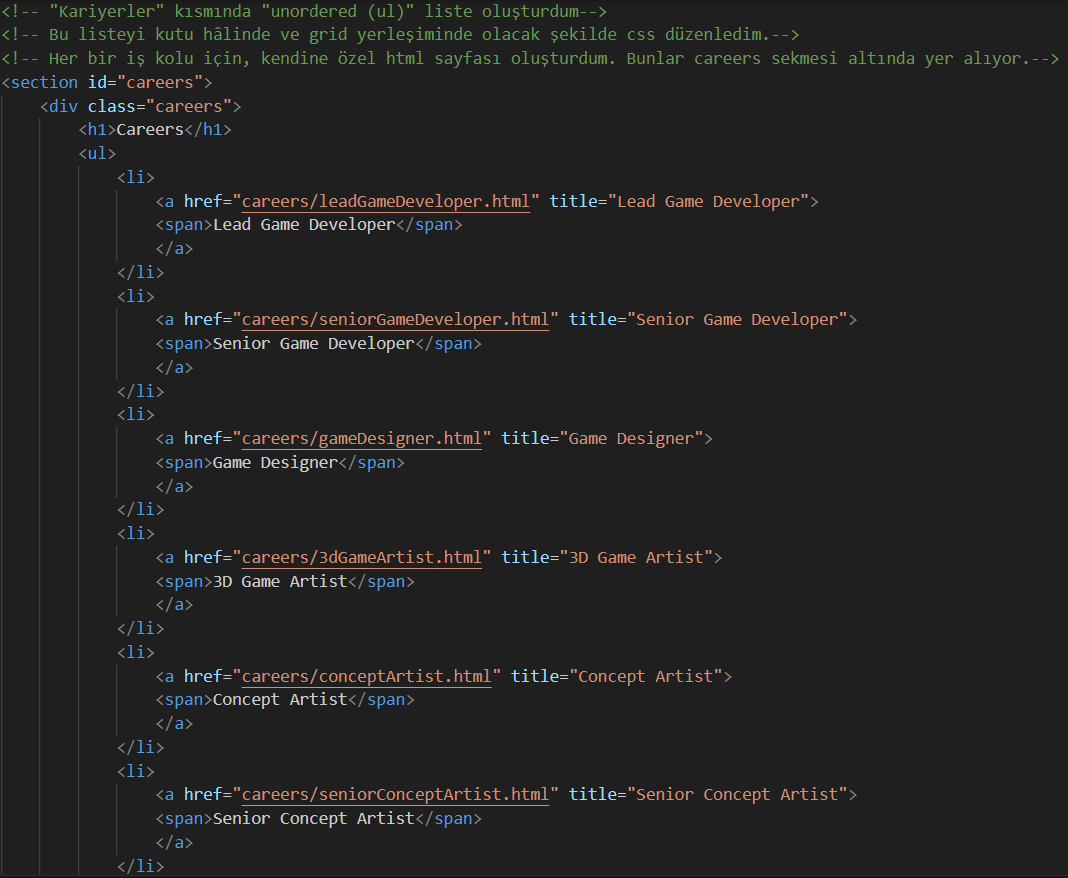 <!-- "Kariyerler" kısmında "unordered (ul)" liste oluşturdum-->
<!-- Bu listeyi kutu hâlinde ve grid yerleşiminde olacak şekilde css düzenledim.-->
<!-- Her bir iş kolu için, kendine özel html sayfası oluşturdum. Bunlar careers sekmesi altında yer alıyor.-->
<section id="careers">
<div class="careers">
<h1>Careers</h1>
<ul>
<li>
<a href="careers/leadGameDeveloper.html" title="Lead Game Developer">
<span>Lead Game Developer</span>
</a>
</li>
<li>
<a href="careers/seniorGameDeveloper.html" title="Senior Game Developer">
<span>Senior Game Developer</span>
</a>
</li>
<li>
<a href="careers/gameDesigner.html" title="Game Designer">
<span>Game Designer</span>
</a>
</li>
<li>
<a href="careers/3dGameArtist.html" title="3D Game Artist">
<span>3D Game Artist</span>
</a>
</li>
<li>
<a href="careers/conceptArtist.html" title="Concept Artist">
<span>Concept Artist</span>
</a>
</li>
<li>
<a href="careers/seniorConceptArtist.html" title="Senior Concept Artist">
<span>Senior Concept Artist</span>
</a>
</li>